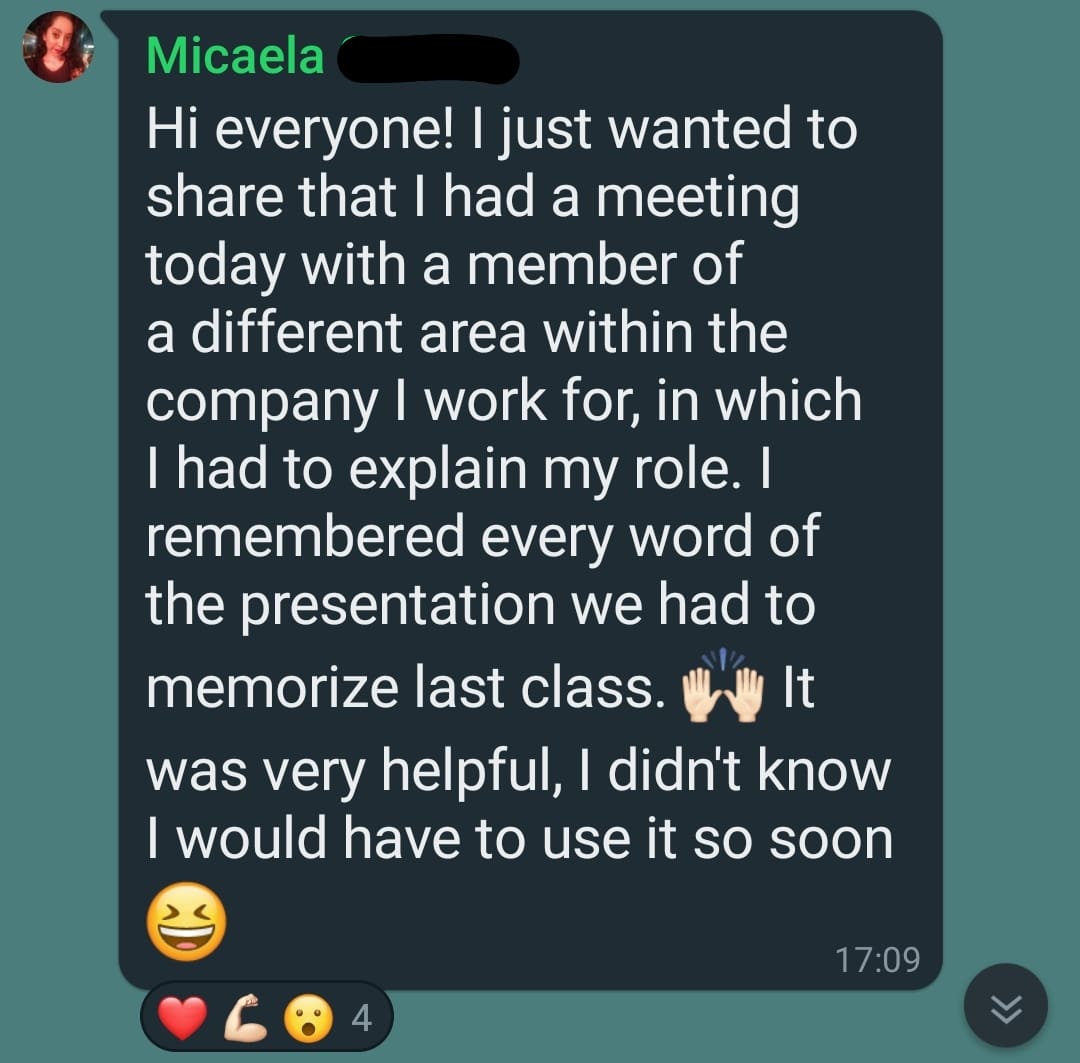 Micaela
Hi everyone! I just wanted to
share that I had a meeting
today with a member of
a different area within the
company I work for, in which
I had to explain my role. I
remembered every word of
the presentation we had to
memorize last class. 🙌🏻 It
was very helpful, I didn't know
I would have to use it so soon
😆
17:09
❤️💪🏻😮 4